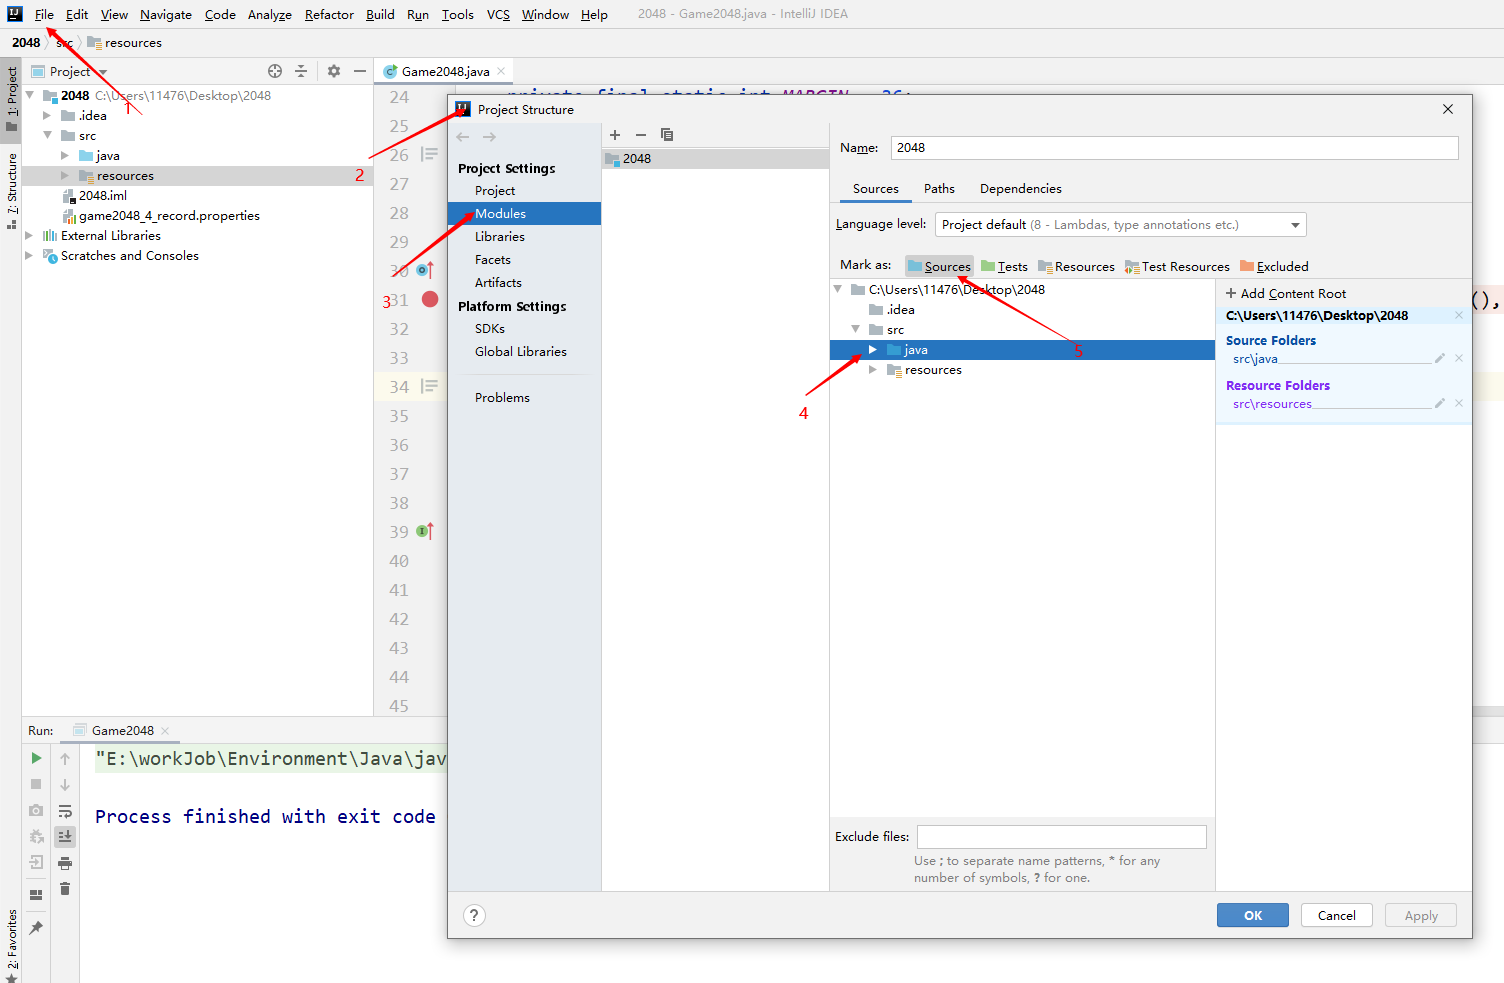 File Edit View Navigate Code Analyze Refactor Build Run Tools VCS Window Help 2048 - Game2048.java - IntelliJ IDEA
2048 src resources
1: Project
7: Structure
2: Favorites
Project
2048 C:\Users\11476\Desktop\2048
.idea
src
java
resources
2048.iml
game2048_4_record.properties
External Libraries
Scratches and Consoles
1
2
3
4
5
Game2048.java
24
25
26
27
28
29
30
31
32
33
34
35
36
37
38
39
40
41
42
43
44
45
private final static int MARGIN 36;
(),
Project Structure
Project Settings
Project
Modules
Libraries
Facets
Artifacts
Platform Settings
SDKs
Global Libraries
Problems
2048
Name: 2048
Sources Paths Dependencies
Language level: Project default (8 - Lambdas, type annotations etc.)
Mark as: Sources Tests Resources Test Resources Excluded
C:\Users\11476\Desktop\2048
.idea
src
java
resources
+ Add Content Root
C:\Users\11476\Desktop\2048
Source Folders
src\java
Resource Folders
src\resources
Exclude files:
Use ; to separate name patterns, * for any
number of symbols, ? for one.
? OK Cancel Apply
Run: Game2048
"E:\workJob\Environment\Java\jav
Process finished with exit code